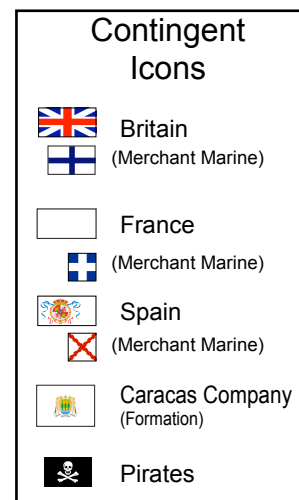 Contingent
Icons
Britain
(Merchant Marine)
France
(Merchant Marine)
Spain
(Merchant Marine)
Caracas Company
(Formation)
Pirates